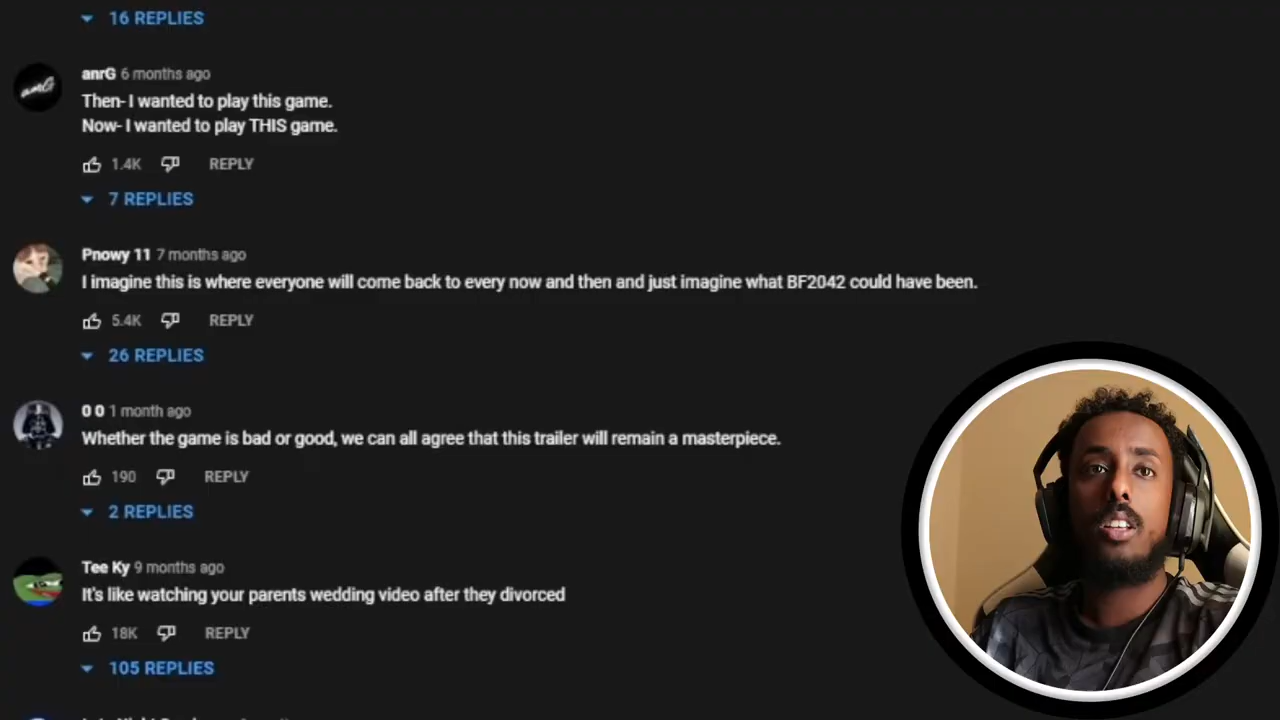 16 REPLIES
anrG 6 months ago
Then- I wanted to play this game.
Now- I wanted to play THIS game.
1.4K REPLY
7 REPLIES
Pnowy 11 7 months ago
I imagine this is where everyone will come back to every now and then and just imagine what BF2042 could have been.
5.4K REPLY
26 REPLIES
0 0 1 month ago
Whether the game is bad or good, we can all agree that this trailer will remain a masterpiece.
190 REPLY
2 REPLIES
Tee Ky 9 months ago
It's like watching your parents wedding video after they divorced
18K REPLY
105 REPLIES